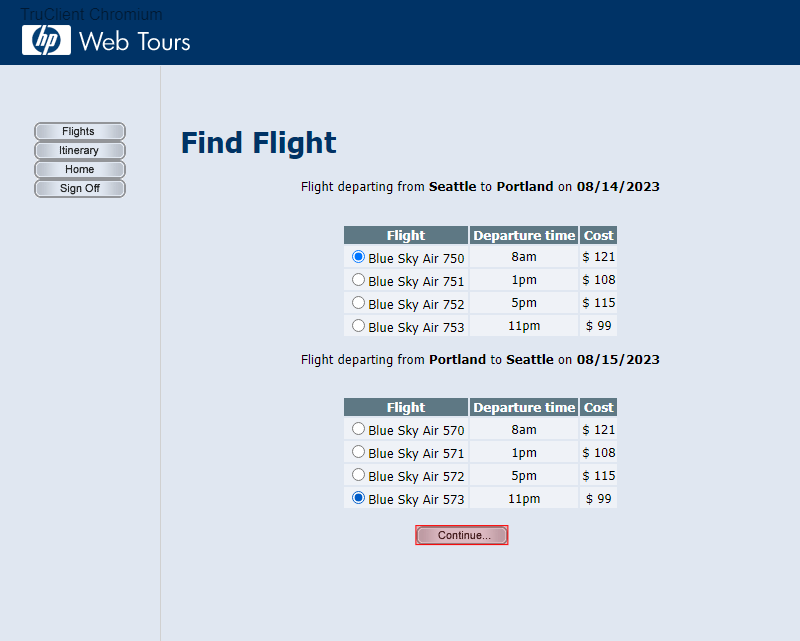 TruClient Chromium
hp Web Tours
Flights
Itinerary
Home
Sign Off
Find Flight
Flight departing from Seattle to Portland on 08/14/2023
Flight Departure time Cost
Blue Sky Air 750 8am $ 121
Blue Sky Air 751 1pm $ 108
Blue Sky Air 752 5pm $ 115
Blue Sky Air 753 11pm $ 99
Flight departing from Portland to Seattle on 08/15/2023
Flight Departure time Cost
Blue Sky Air 570 8am $ 121
Blue Sky Air 571 1pm $ 108
Blue Sky Air 572 5pm $ 115
Blue Sky Air 573 11pm $ 99
Continue...